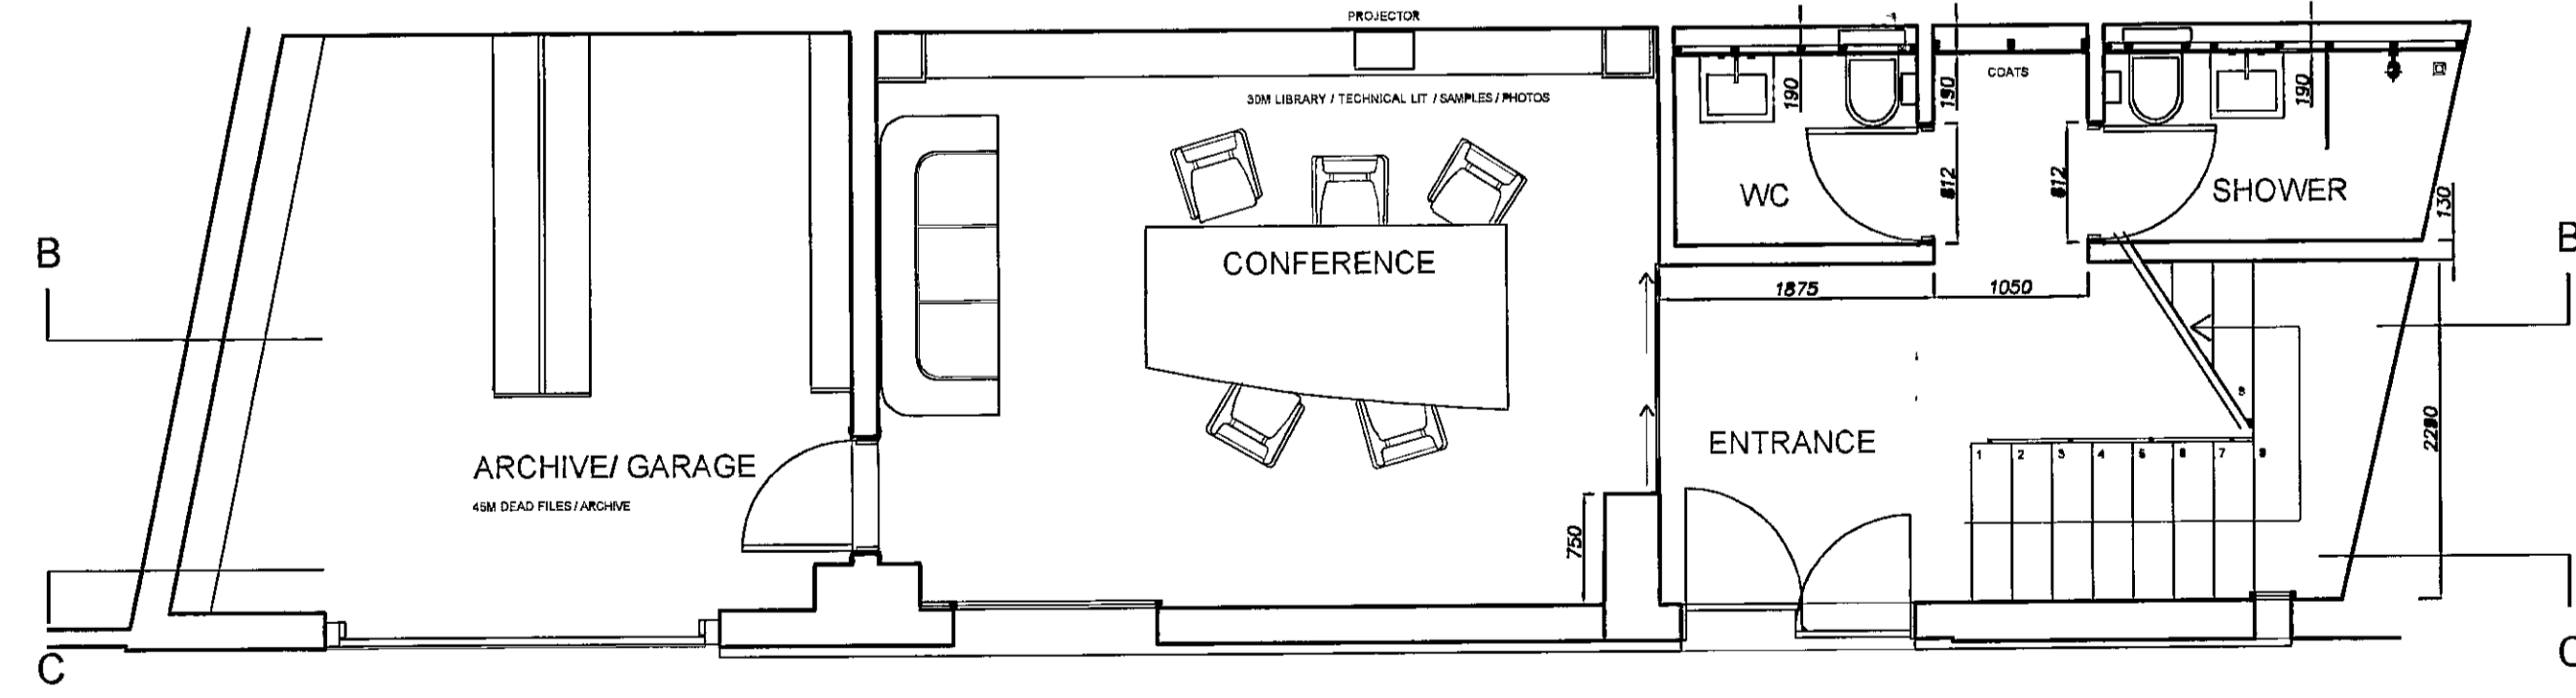 PROJECTOR
COATS
30M LIBRARY / TECHNICAL LIT / SAMPLES / PHOTOS
190
190
190
812
812
WC
SHOWER
130
B
B
CONFERENCE
1875
1050
ENTRANCE
2290
1 2 3 4 5 6 7
ARCHIVE/ GARAGE
45M DEAD FILES / ARCHIVE
750
C
C